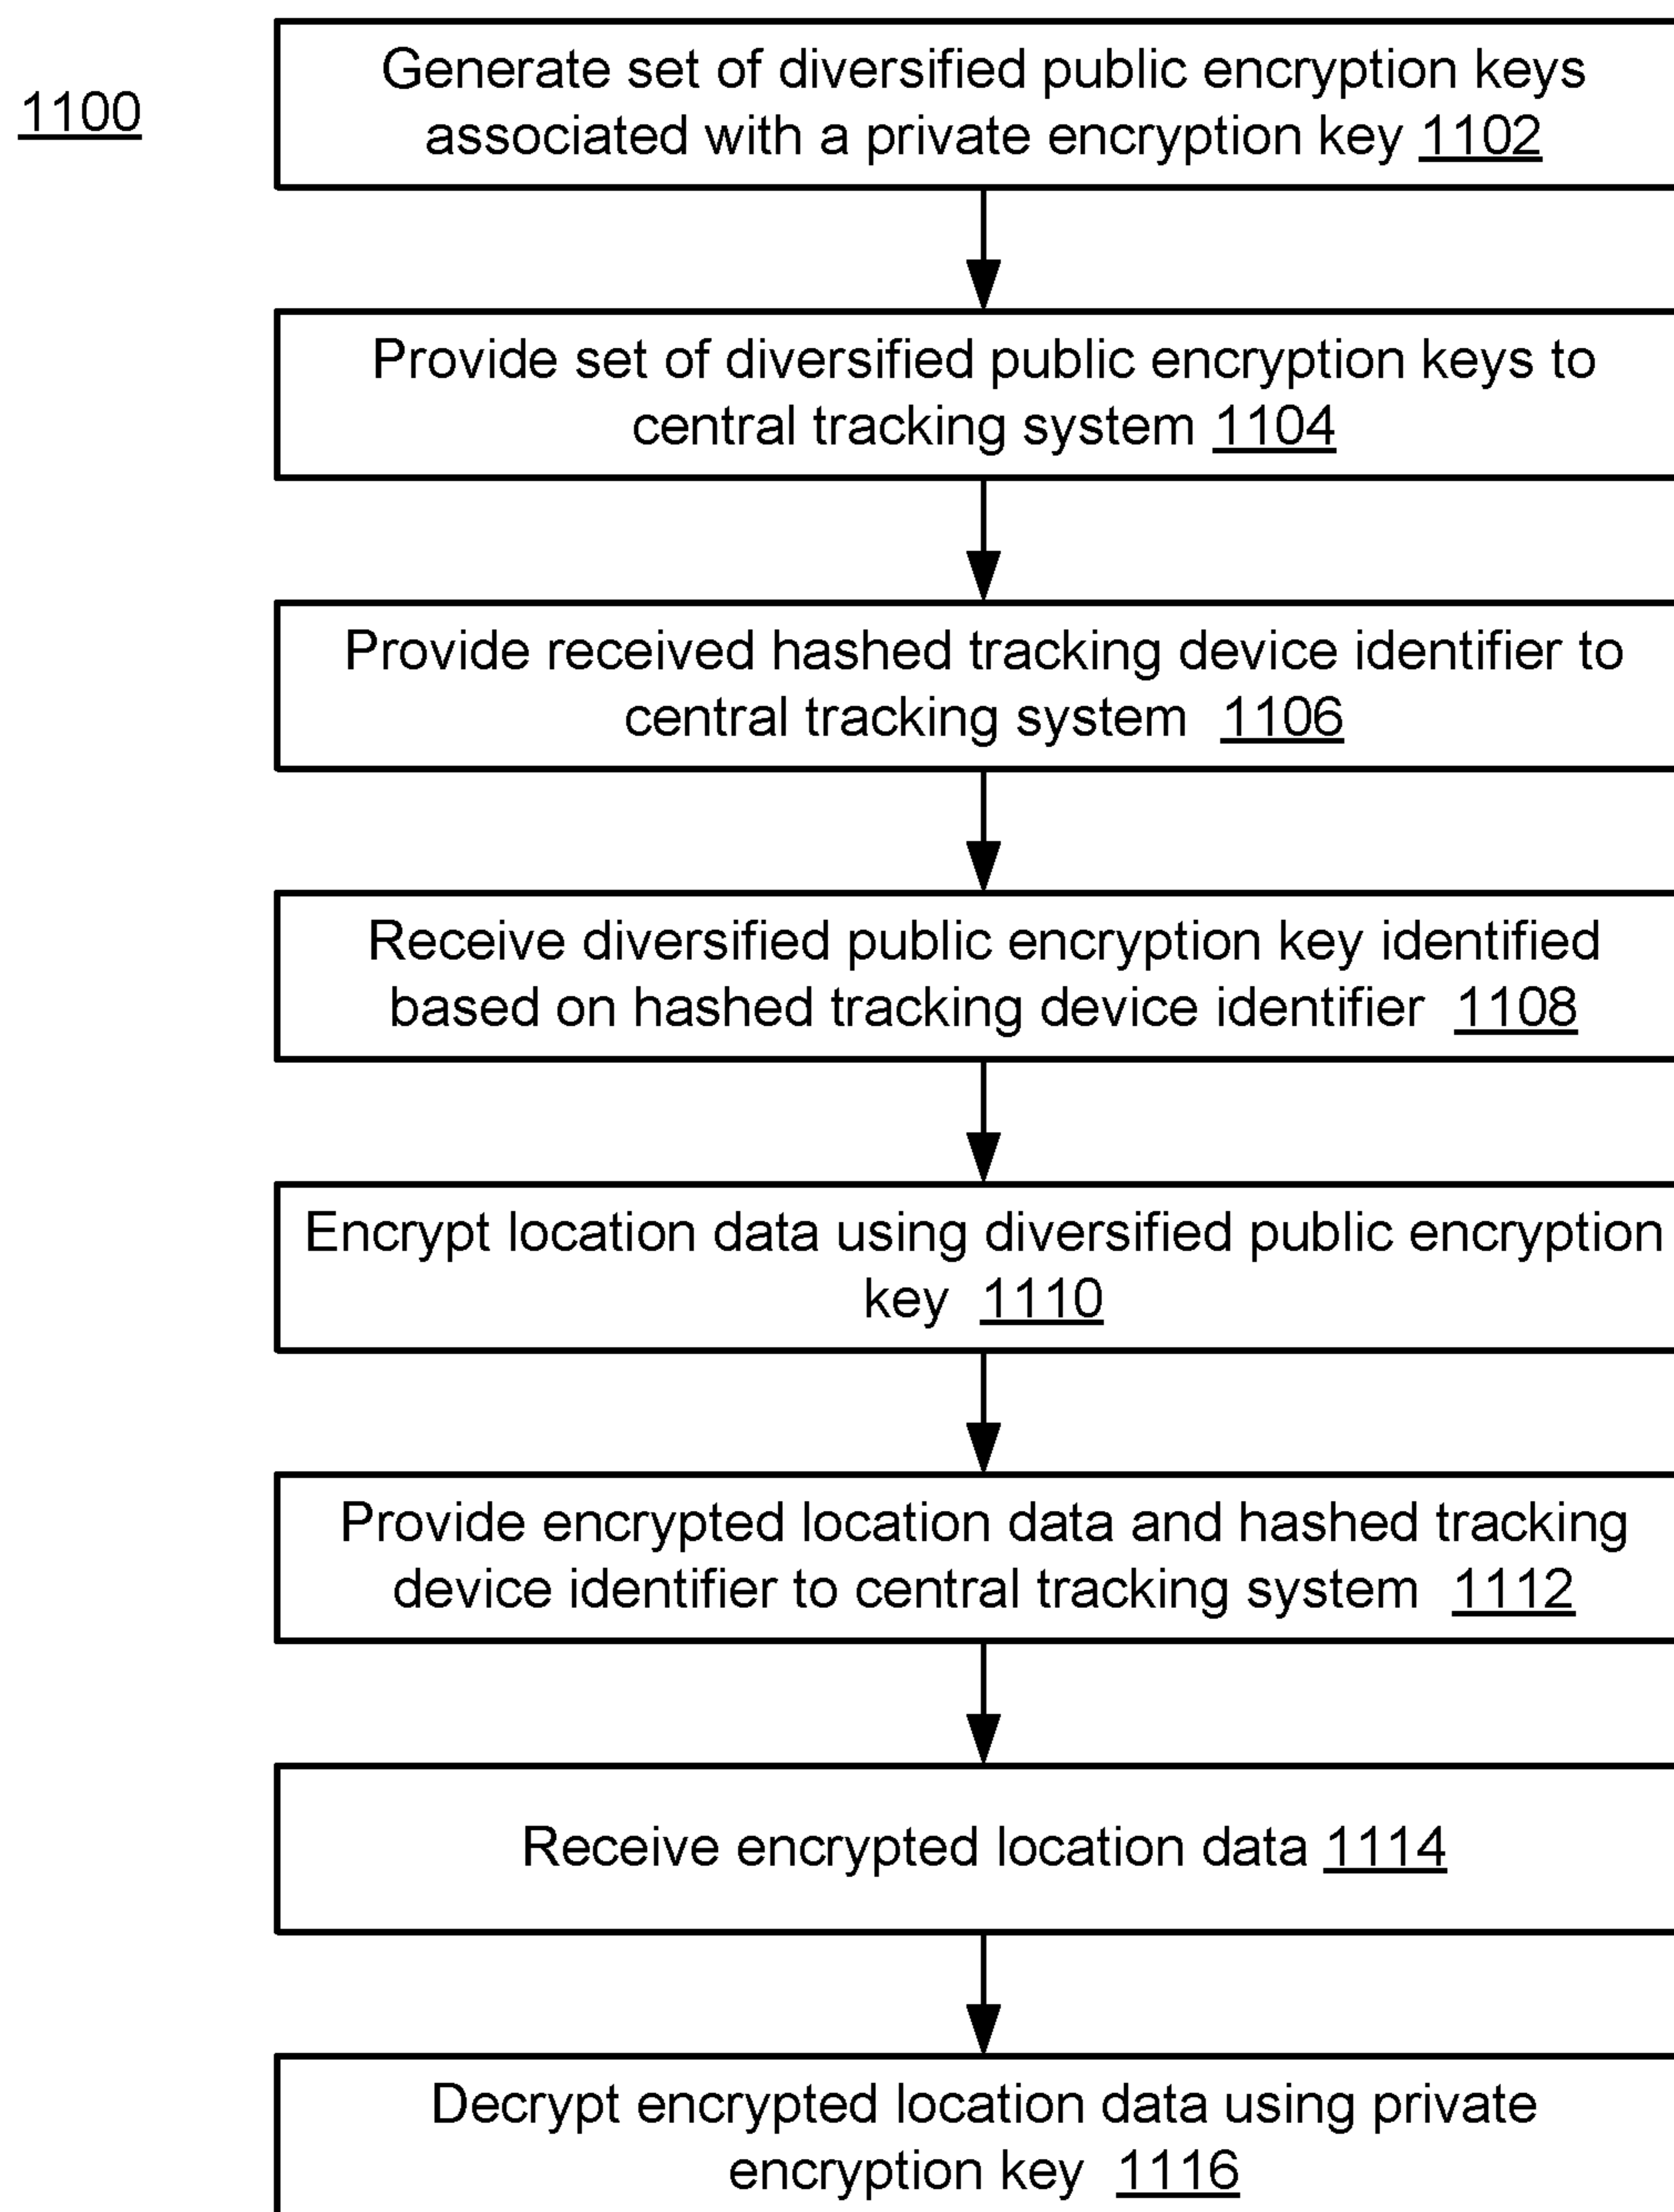 1100
Generate set of diversified public encryption keys
associated with a private encryption key 1102
Provide set of diversified public encryption keys to
central tracking system 1104
Provide received hashed tracking device identifier to
central tracking system 1106
Receive diversified public encryption key identified
based on hashed tracking device identifier 1108
Encrypt location data using diversified public encryption
key 1110
Provide encrypted location data and hashed tracking
device identifier to central tracking system 1112
Receive encrypted location data 1114
Decrypt encrypted location data using private
encryption key 1116